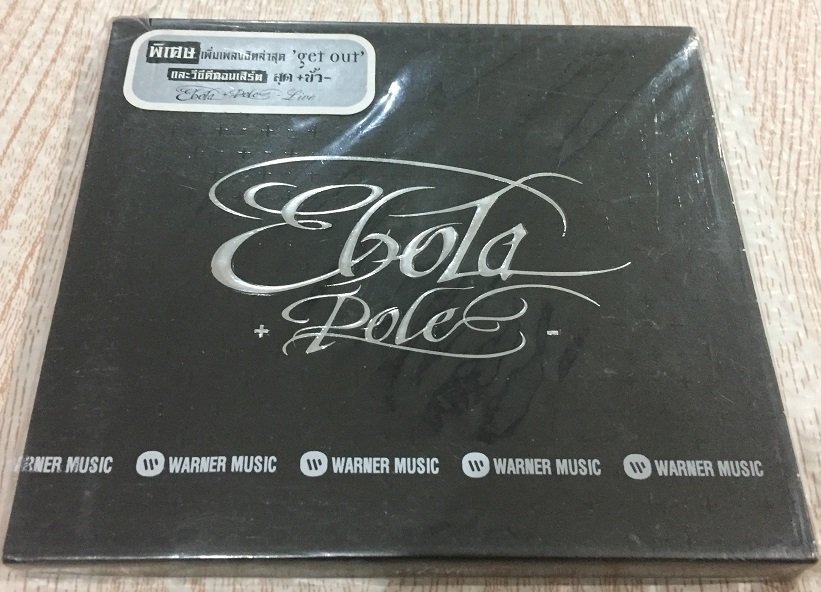 พิเศษ เพิ่มเพลงฮิตล่าสุด 'get out'
และวีซีดีคอนเสิร์ต สุด +ขั้ว-
Ebola +Pole- Live
Ebola
+ Pole -
ARNER MUSIC WARNER MUSIC WARNER MUSIC WARNER MUSIC WARNER MUSIC